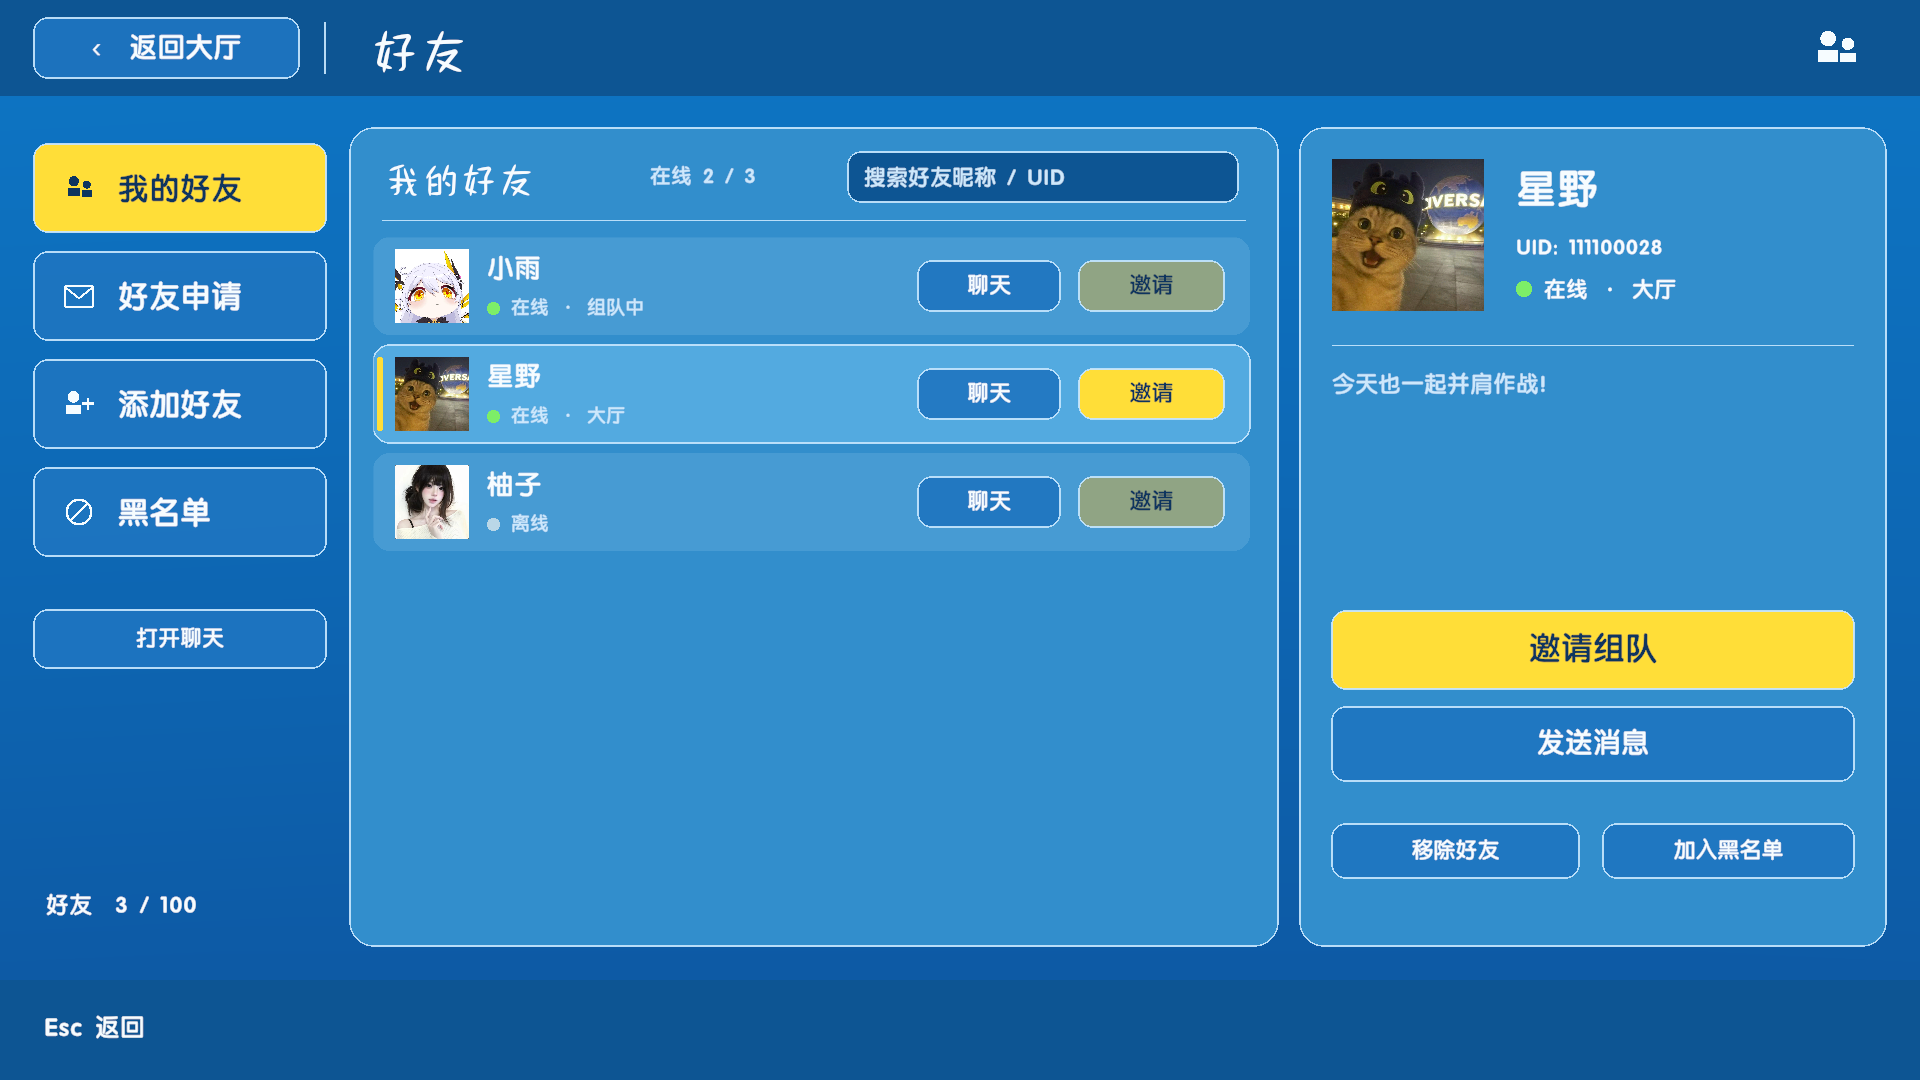 ‹ 返回大厅
好友
我的好友
好友申请
添加好友
黑名单
打开聊天
好友 3 / 100
我的好友
在线 2 / 3
搜索好友昵称 / UID
小雨
在线 · 组队中
聊天
邀请
星野
在线 · 大厅
聊天
邀请
柚子
离线
聊天
邀请
星野
UID: 111100028
在线 · 大厅
今天也一起并肩作战!
邀请组队
发送消息
移除好友
加入黑名单
Esc 返回